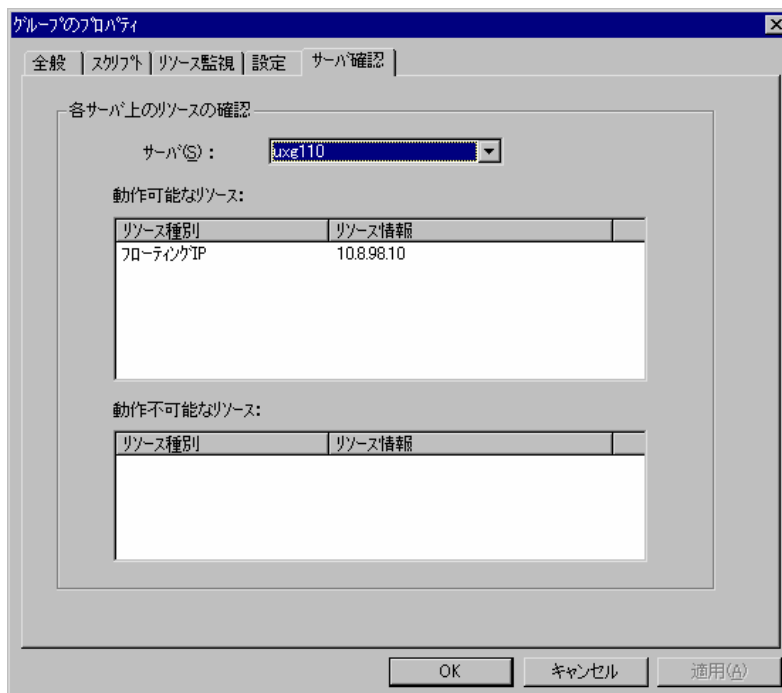 グループのプロパティ
全般 スクリプト リソース監視 設定 サーバ確認
各サーバ上のリソースの確認
サーバ(S): uxg110
動作可能なリソース:
リソース種別 リソース情報
フローティングIP 10.8.98.10
動作不可能なリソース:
リソース種別 リソース情報
OK キャンセル 適用(A)